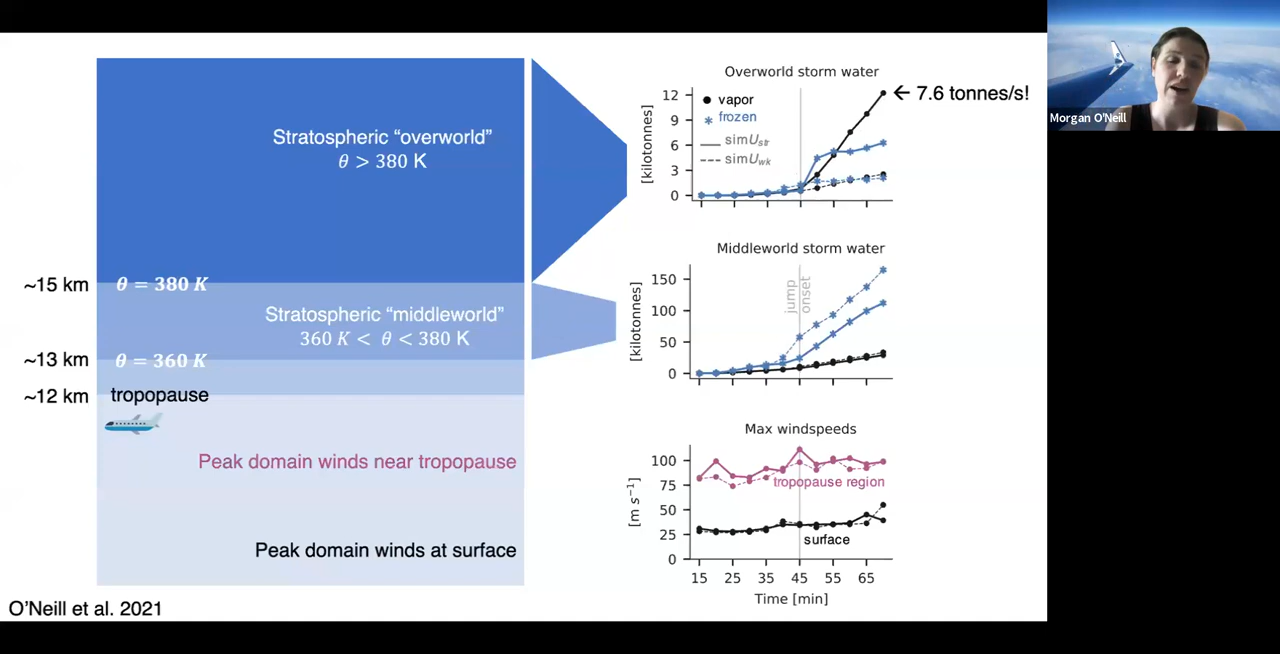 Stratospheric “overworld”
θ > 380 K
~15 km
θ = 380 K
Stratospheric “middleworld”
360 K < θ < 380 K
~13 km
θ = 360 K
~12 km
tropopause
Peak domain winds near tropopause
Peak domain winds at surface
O’Neill et al. 2021
Overworld storm water
← 7.6 tonnes/s!
[kilotonnes]
12
9
6
3
0
vapor
frozen
simU_str
simU_wk
Middleworld storm water
[kilotonnes]
150
100
50
0
jump
onset
Max windspeeds
[m s⁻¹]
100
75
50
25
0
tropopause region
surface
15 25 35 45 55 65
Time [min]
Morgan O'Neill